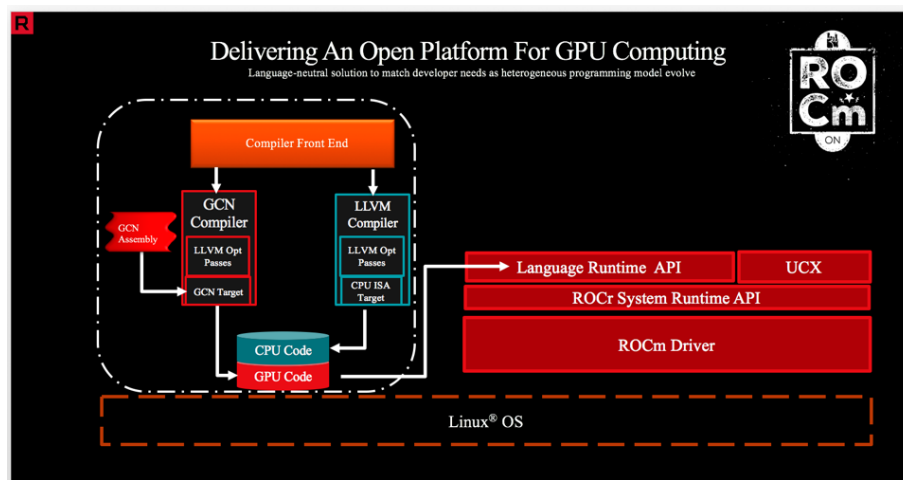 R
Delivering An Open Platform For GPU Computing
Language-neutral solution to match developer needs as heterogeneous programming model evolve
RO
Cm
ON
Compiler Front End
GCN
Compiler
LLVM
Compiler
GCN
Assembly
LLVM Opt
Passes
LLVM Opt
Passes
GCN Target
CPU ISA
Target
CPU Code
GPU Code
Language Runtime API
UCX
ROCr System Runtime API
ROCm Driver
Linux® OS